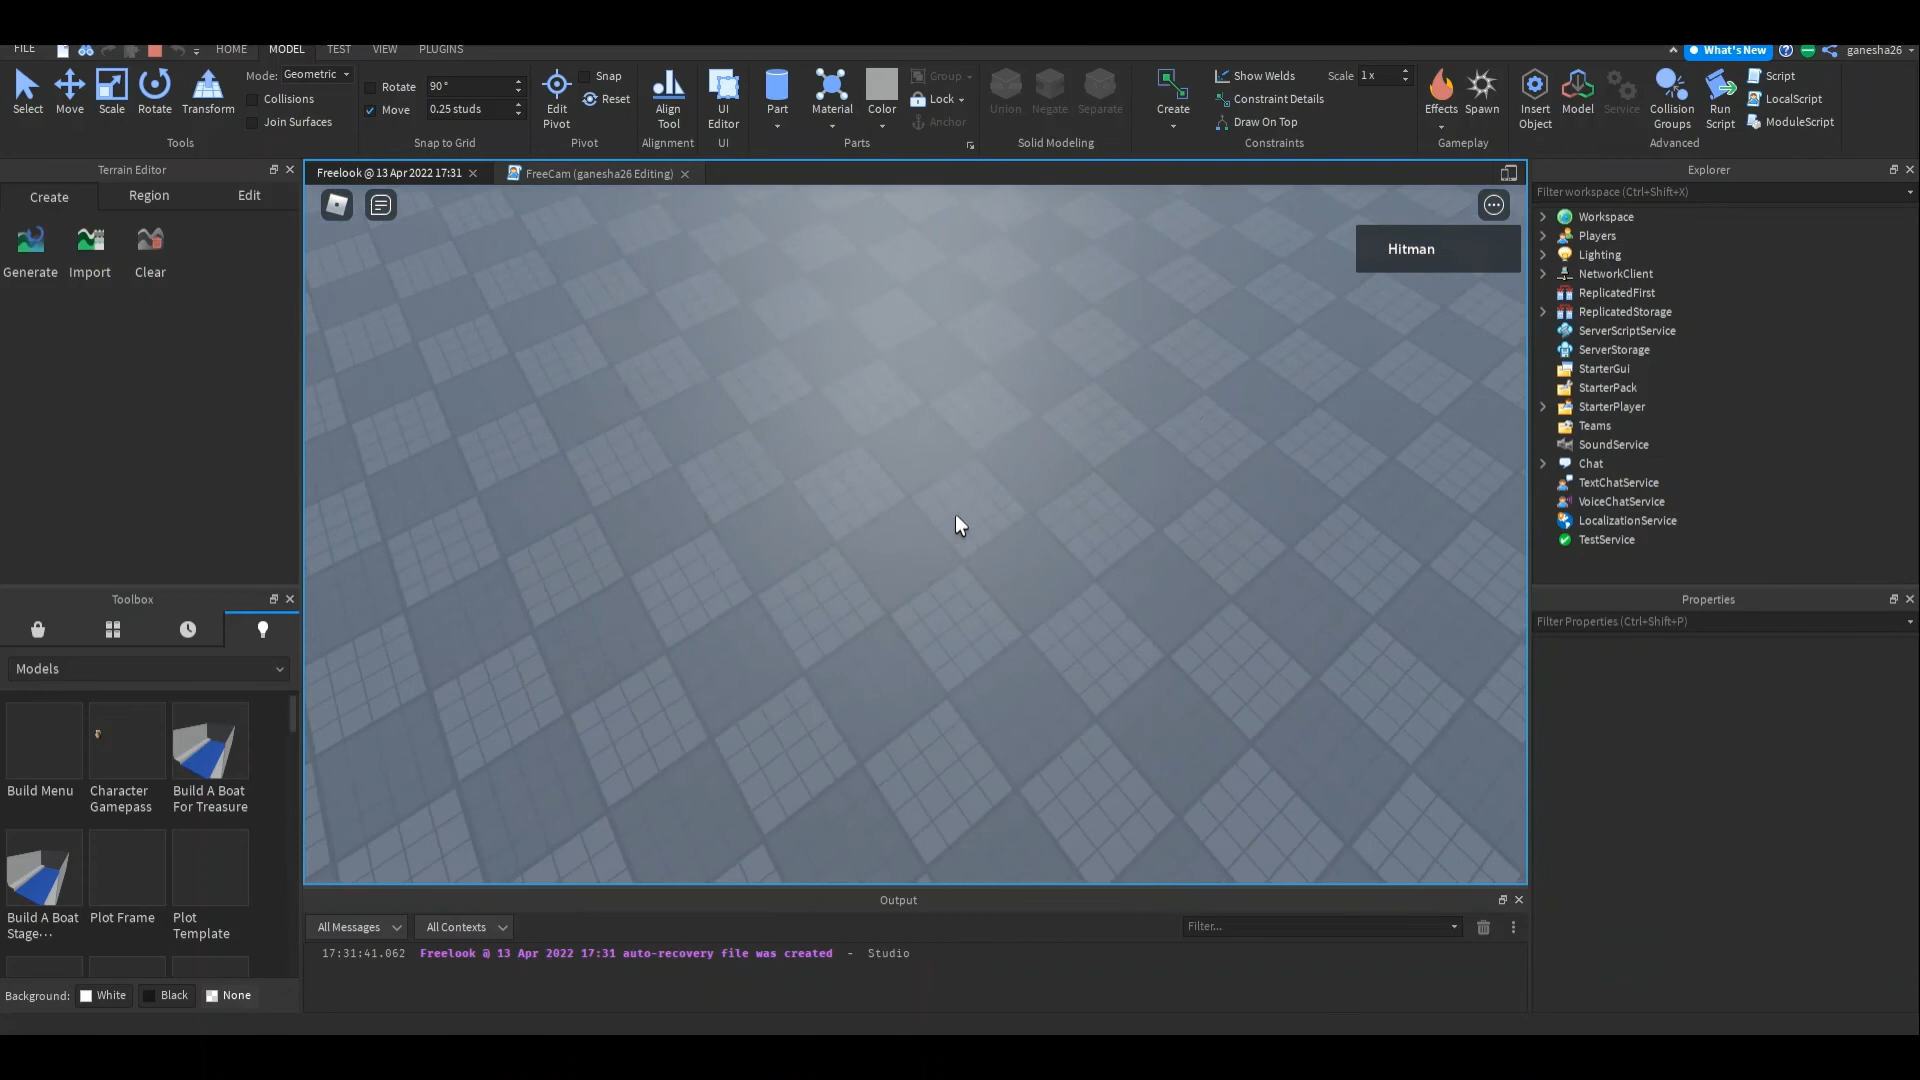 FILE HOME MODEL TEST VIEW PLUGINS What's New ganesha26
Select Move Scale Rotate Transform
Mode: Geometric
Collisions
Join Surfaces
Tools
Rotate 90°
Move 0.25 studs
Snap to Grid
Edit Pivot
Snap
Reset
Pivot
Align Tool
Alignment
UI Editor
UI
Part
Material
Color
Group
Lock
Anchor
Parts
Union Negate Separate
Solid Modeling
Create
Show Welds
Constraint Details
Draw On Top
Scale 1 x
Constraints
Effects Spawn
Gameplay
Insert Object
Model
Service
Collision Groups
Run Script
Script
LocalScript
ModuleScript
Advanced
Terrain Editor
Create Region Edit
Generate Import Clear
Toolbox
Models
Build Menu
Character Gamepass
Build A Boat For Treasure
Build A Boat Stage...
Plot Frame
Plot Template
Background: White Black None
Freelook @ 13 Apr 2022 17:31
FreeCam (ganesha26 Editing)
Hitman
Output
All Messages All Contexts Filter...
17:31:41.062 Freelook @ 13 Apr 2022 17:31 auto-recovery file was created - Studio
Explorer
Filter workspace (Ctrl+Shift+X)
Workspace
Players
Lighting
NetworkClient
ReplicatedFirst
ReplicatedStorage
ServerScriptService
ServerStorage
StarterGui
StarterPack
StarterPlayer
Teams
SoundService
Chat
TextChatService
VoiceChatService
LocalizationService
TestService
Properties
Filter Properties (Ctrl+Shift+P)